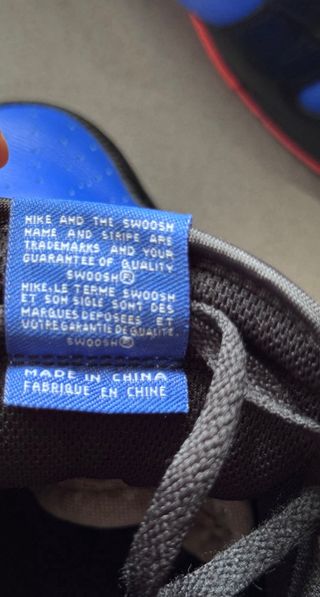 NIKE AND THE SWOOSH
NAME AND STRIPE ARE
TRADEMARKS AND YOUR
GUARANTEE OF QUALITY
SWOOSH®
NIKE, LE TERME SWOOSH
ET SON SIGLE SONT DES
MARQUES DEPOSEES ET
VOTRE GARANTIE DE QUALITE.
SWOOSH®
MADE IN CHINA
FABRIQUE EN CHINE